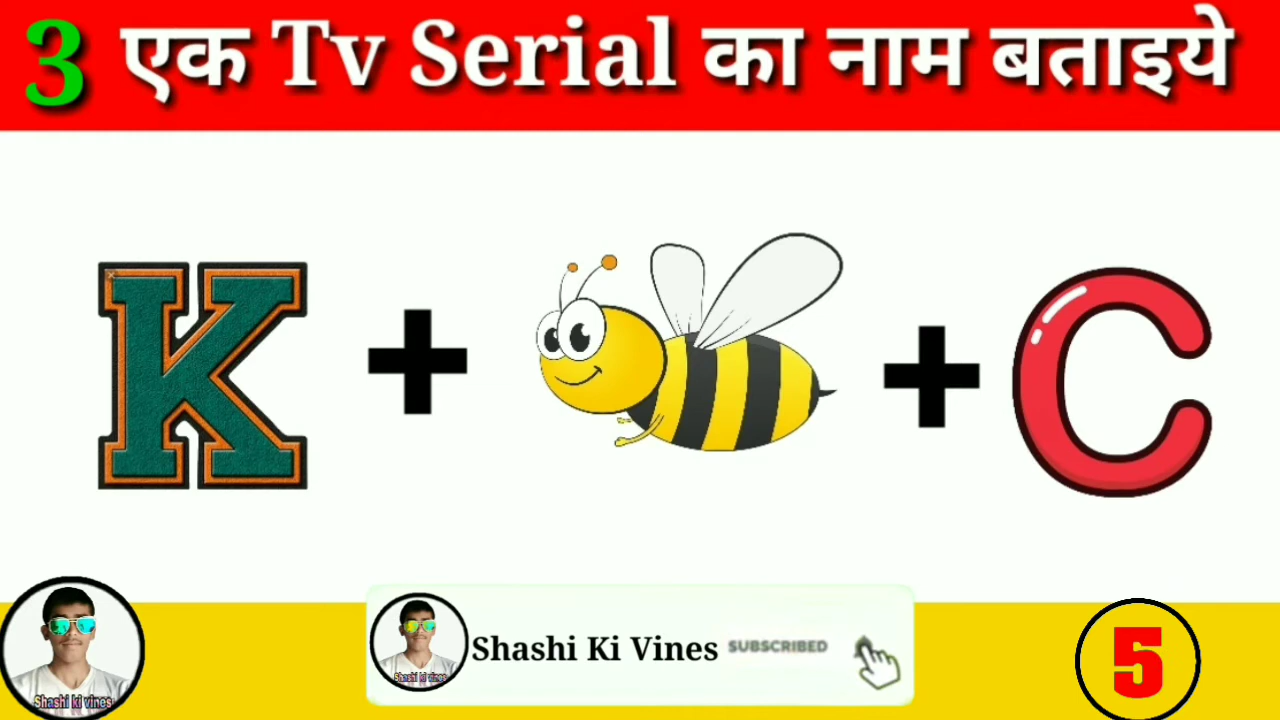 3 एक Tv Serial का नाम बताइये
K + + C
Shashi ki vines
Shashi ki vines
Shashi Ki Vines SUBSCRIBED
5